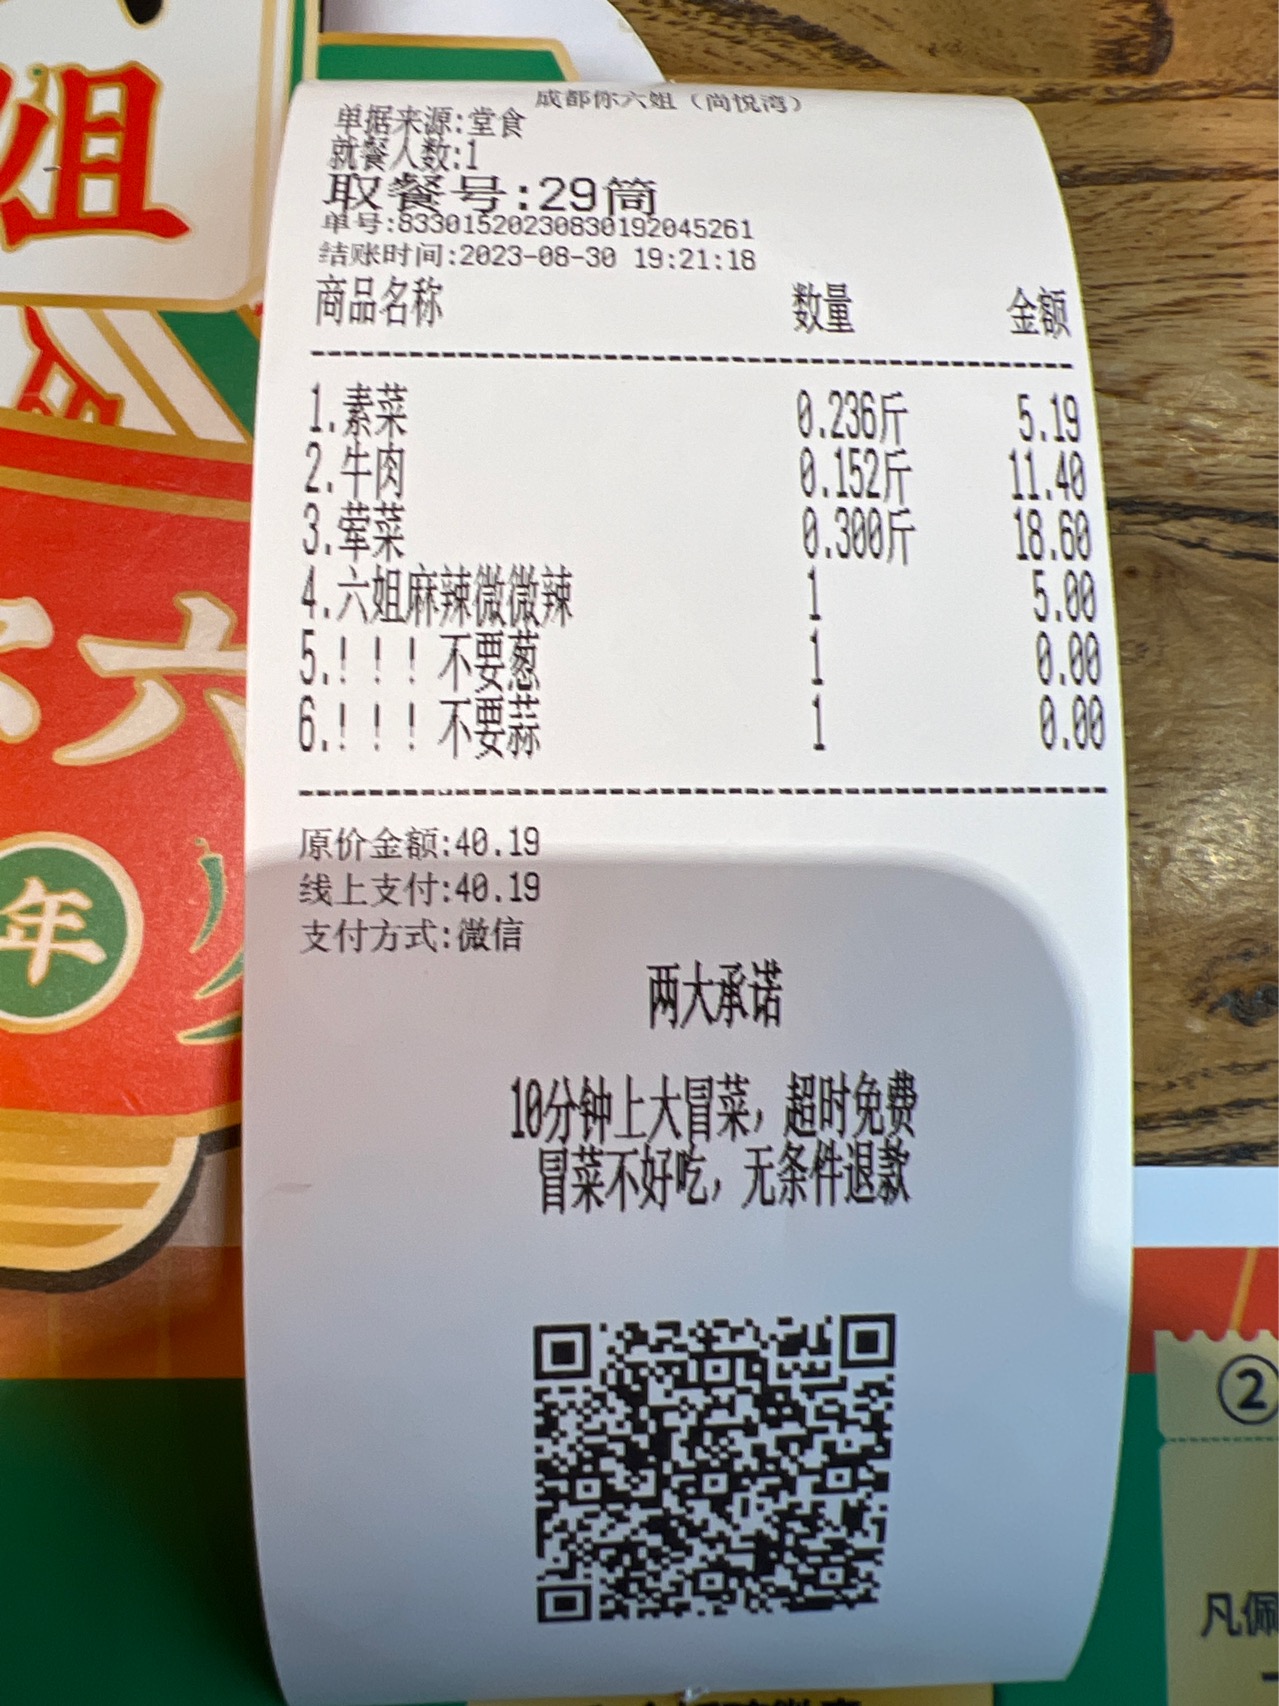 姐
成都你六姐（尚悦湾）
单据来源:堂食
就餐人数:1
取餐号:29筒
单号:83301520230830192045261
结账时间:2023-08-30 19:21:18
商品名称 数量 金额
1.素菜 0.236斤 5.19
2.牛肉 0.152斤 11.40
3.荤菜 0.300斤 18.60
4.六姐麻辣微微辣 1 5.00
5.！！！不要葱 1 0.00
6.！！！不要蒜 1 0.00
六
年
原价金额:40.19
线上支付:40.19
支付方式:微信
两大承诺
10分钟上大冒菜，超时免费
冒菜不好吃，无条件退款
②
凡佩